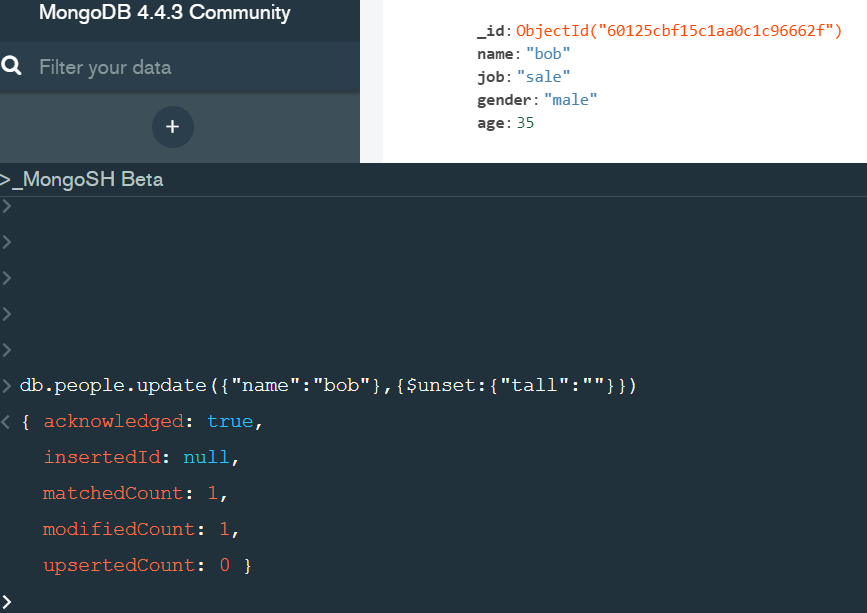 MongoDB 4.4.3 Community
Filter your data
+
_id: ObjectId("60125cbf15c1aa0c1c96662f")
name: "bob"
job: "sale"
gender: "male"
age: 35
>_MongoSH Beta
>
>
>
>
>
> db.people.update({"name":"bob"},{$unset:{"tall":""}})
< { acknowledged: true,
insertedId: null,
matchedCount: 1,
modifiedCount: 1,
upsertedCount: 0 }
>